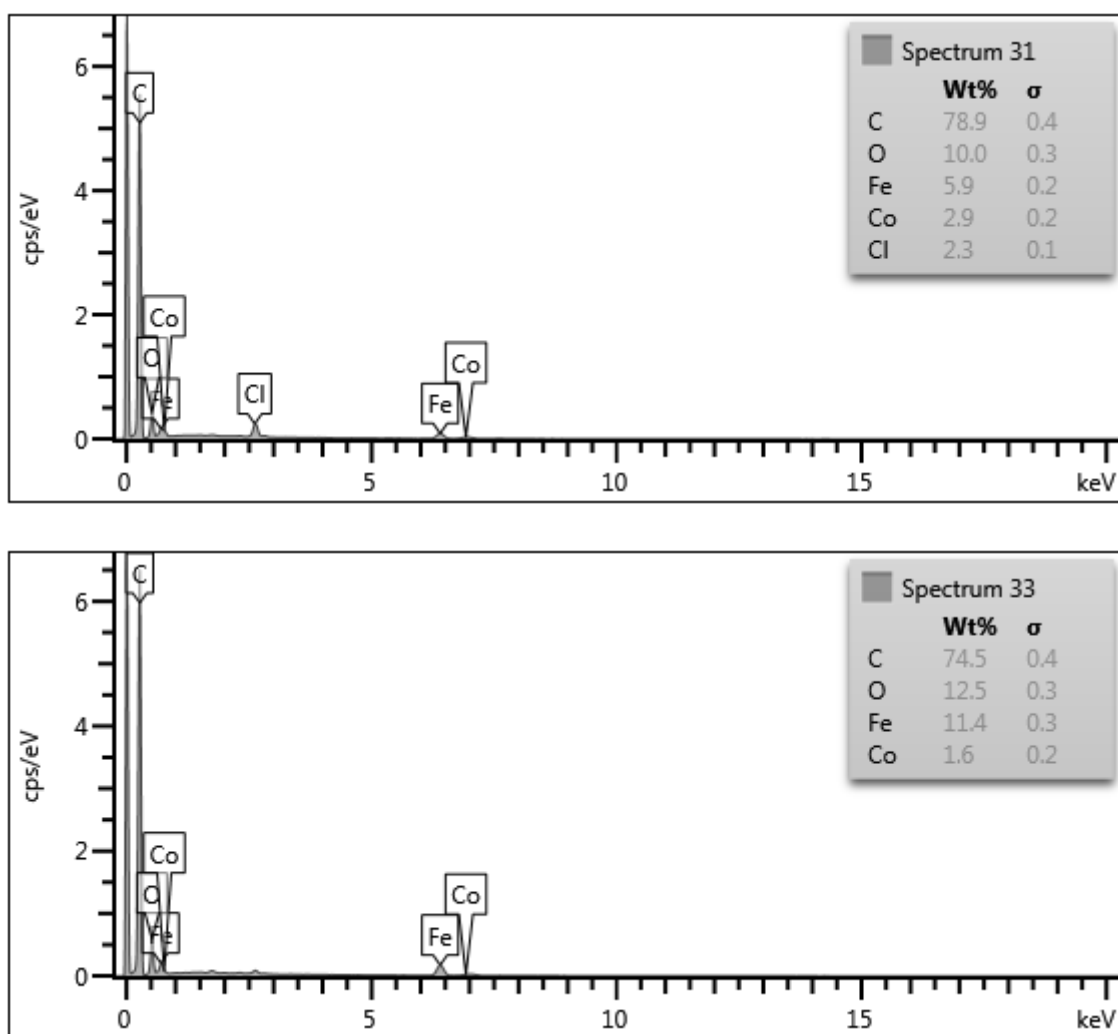 Spectrum 31
Wt% σ
C 78.9 0.4
O 10.0 0.3
Fe 5.9 0.2
Co 2.9 0.2
Cl 2.3 0.1
6
4
2
0
cps/eV
C
Co
O
Fe
Cl
Fe
Co
0 5 10 15 keV
Spectrum 33
Wt% σ
C 74.5 0.4
O 12.5 0.3
Fe 11.4 0.3
Co 1.6 0.2
6
4
2
0
cps/eV
C
Co
O
Fe
Fe
Co
0 5 10 15 keV